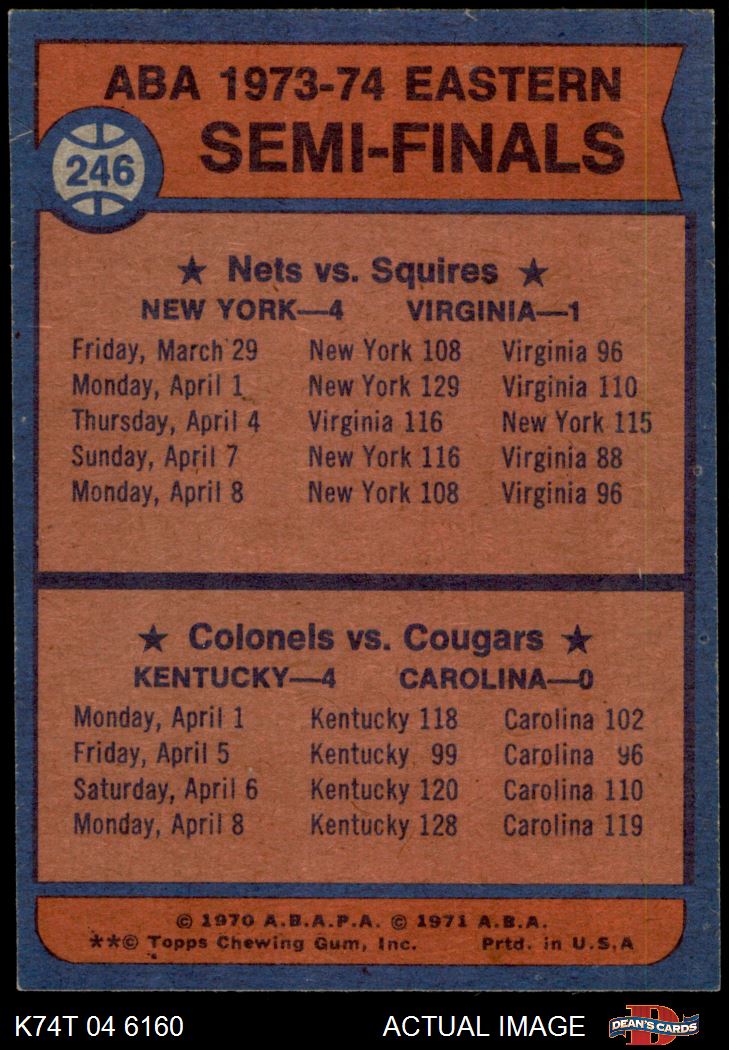 ABA 1973-74 EASTERN
SEMI-FINALS
246
★ Nets vs. Squires ★
NEW YORK—4 VIRGINIA—1
Friday, March 29 New York 108 Virginia 96
Monday, April 1 New York 129 Virginia 110
Thursday, April 4 Virginia 116 New York 115
Sunday, April 7 New York 116 Virginia 88
Monday, April 8 New York 108 Virginia 96
★ Colonels vs. Cougars ★
KENTUCKY—4 CAROLINA—0
Monday, April 1 Kentucky 118 Carolina 102
Friday, April 5 Kentucky 99 Carolina 96
Saturday, April 6 Kentucky 120 Carolina 110
Monday, April 8 Kentucky 128 Carolina 119
© 1970 A.B.A.P.A. © 1971 A.B.A.
**© Topps Chewing Gum, Inc. Prtd. in U.S.A
K74T 04 6160 ACTUAL IMAGE D DEAN'S CARDS